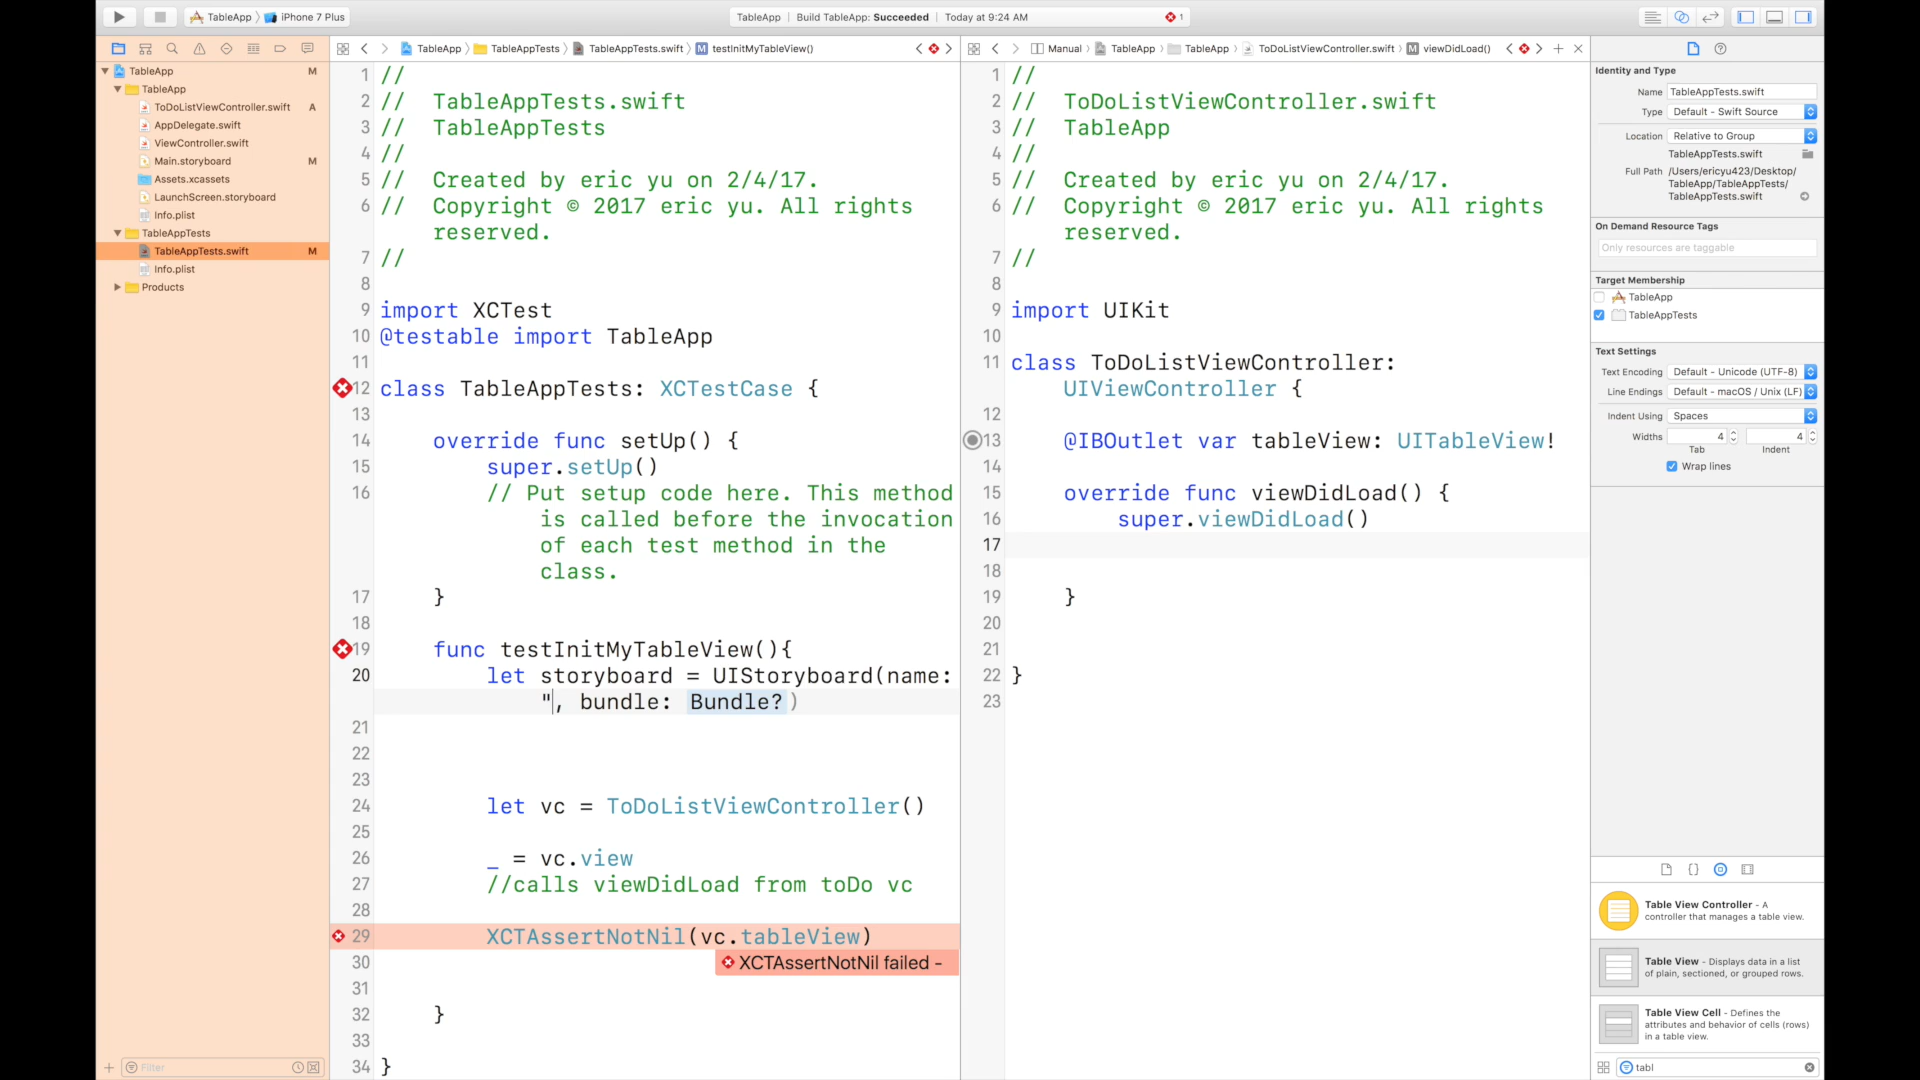 TableApp
iPhone 7 Plus
TableApp | Build TableApp: Succeeded | Today at 9:24 AM
1
TableApp
TableAppTests
TableAppTests.swift
testInitMyTableView()
Manual
TableApp
TableApp
ToDoListViewController.swift
viewDidLoad()
TableApp M
TableApp
ToDoListViewController.swift A
AppDelegate.swift
ViewController.swift
Main.storyboard M
Assets.xcassets
LaunchScreen.storyboard
Info.plist
TableAppTests
TableAppTests.swift M
Info.plist
Products
Filter
1 //
2 // TableAppTests.swift
3 // TableAppTests
4 //
5 // Created by eric yu on 2/4/17.
6 // Copyright © 2017 eric yu. All rights
reserved.
7 //
8
9 import XCTest
10 @testable import TableApp
11
12 class TableAppTests: XCTestCase {
13
14 override func setUp() {
15 super.setUp()
16 // Put setup code here. This method
is called before the invocation
of each test method in the
class.
17 }
18
19 func testInitMyTableView(){
20 let storyboard = UIStoryboard(name:
", bundle: Bundle?)
21
22
23
24 let vc = ToDoListViewController()
25
26 _ = vc.view
27 //calls viewDidLoad from toDo vc
28
29 XCTAssertNotNil(vc.tableView)
30 XCTAssertNotNil failed -
31
32 }
33
34 }
1 //
2 // ToDoListViewController.swift
3 // TableApp
4 //
5 // Created by eric yu on 2/4/17.
6 // Copyright © 2017 eric yu. All rights
reserved.
7 //
8
9 import UIKit
10
11 class ToDoListViewController:
UIViewController {
12
13 @IBOutlet var tableView: UITableView!
14
15 override func viewDidLoad() {
16 super.viewDidLoad()
17
18
19 }
20
21
22 }
23
Identity and Type
Name TableAppTests.swift
Type Default - Swift Source
Location Relative to Group
TableAppTests.swift
Full Path /Users/ericyu423/Desktop/
TableApp/TableAppTests/
TableAppTests.swift
On Demand Resource Tags
Only resources are taggable
Target Membership
TableApp
TableAppTests
Text Settings
Text Encoding Default - Unicode (UTF-8)
Line Endings Default - macOS / Unix (LF)
Indent Using Spaces
Widths 4 4
Tab Indent
Wrap lines
Table View Controller - A
controller that manages a table view.
Table View - Displays data in a list
of plain, sectioned, or grouped rows.
Table View Cell - Defines the
attributes and behavior of cells (rows)
in a table view.
tabl